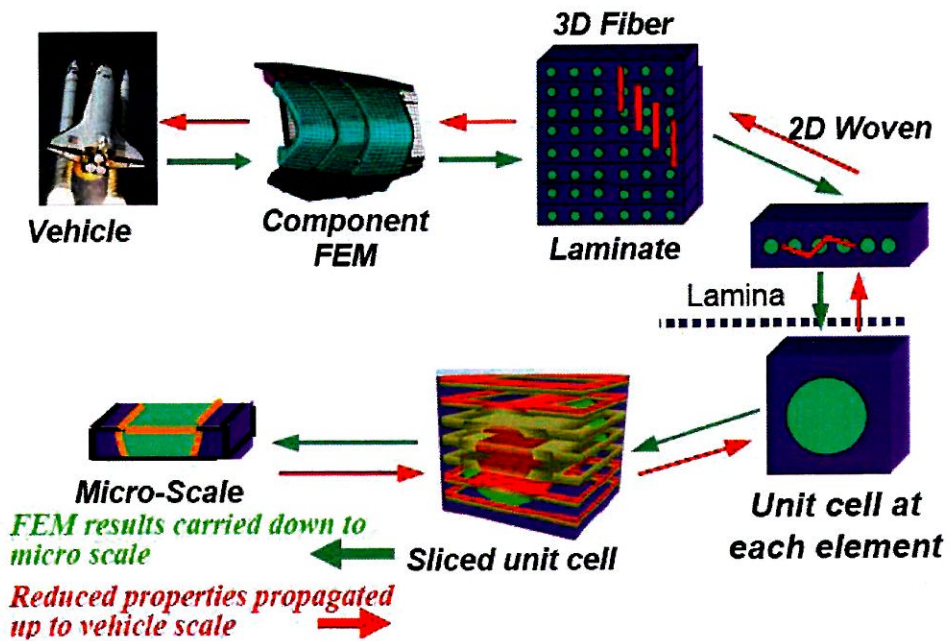 3D Fiber
2D Woven
Vehicle
Component
FEM
Laminate
Lamina
Micro-Scale
Sliced unit cell
Unit cell at
each element
FEM results carried down to
micro scale
Reduced properties propagated
up to vehicle scale